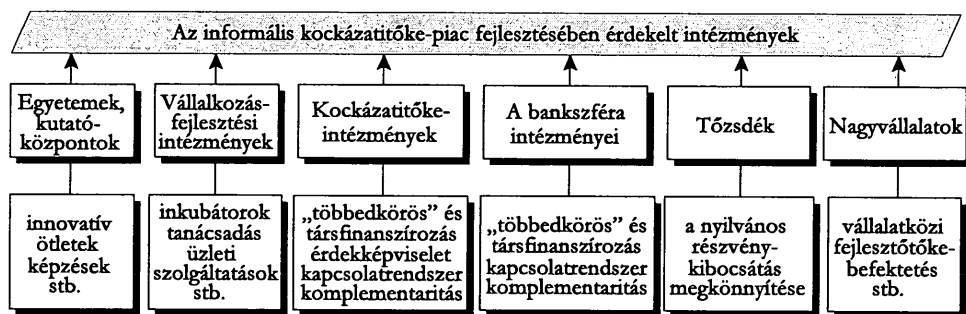 Az informális kockázatitőke-piac fejlesztésében érdekelt intézmények
Egyetemek,
kutató-
központok
Vállalkozás-
fejlesztési
intézmények
Kockázatitőke-
intézmények
A bankszféra
intézményei
Tőzsdék
Nagyvállalatok
innovatív
ötletek
képzések
stb.
inkubátorok
tanácsadás
üzleti
szolgáltatások
stb.
„többedkörös” és
társfinanszírozás
érdekképviselet
kapcsolatrendszer
komplementaritás
„többedkörös” és
társfinanszírozás
kapcsolatrendszer
komplementaritás
a nyilvános
részvény-
kibocsátás
megkönnyítése
vállalatközi
fejlesztőtőke-
befektetés
stb.